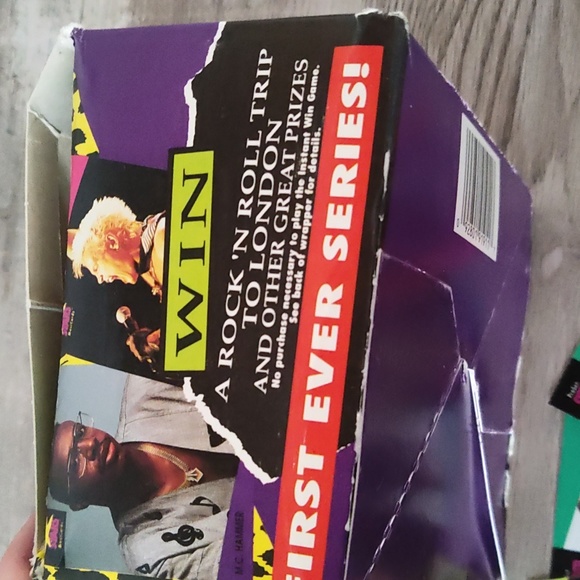 WIN
A ROCK 'N ROLL TRIP
TO LONDON
AND OTHER GREAT PRIZES
No purchase necessary to play the Instant Win Game.
See back of wrapper for details.
FIRST EVER SERIES!
M.C. HAMMER